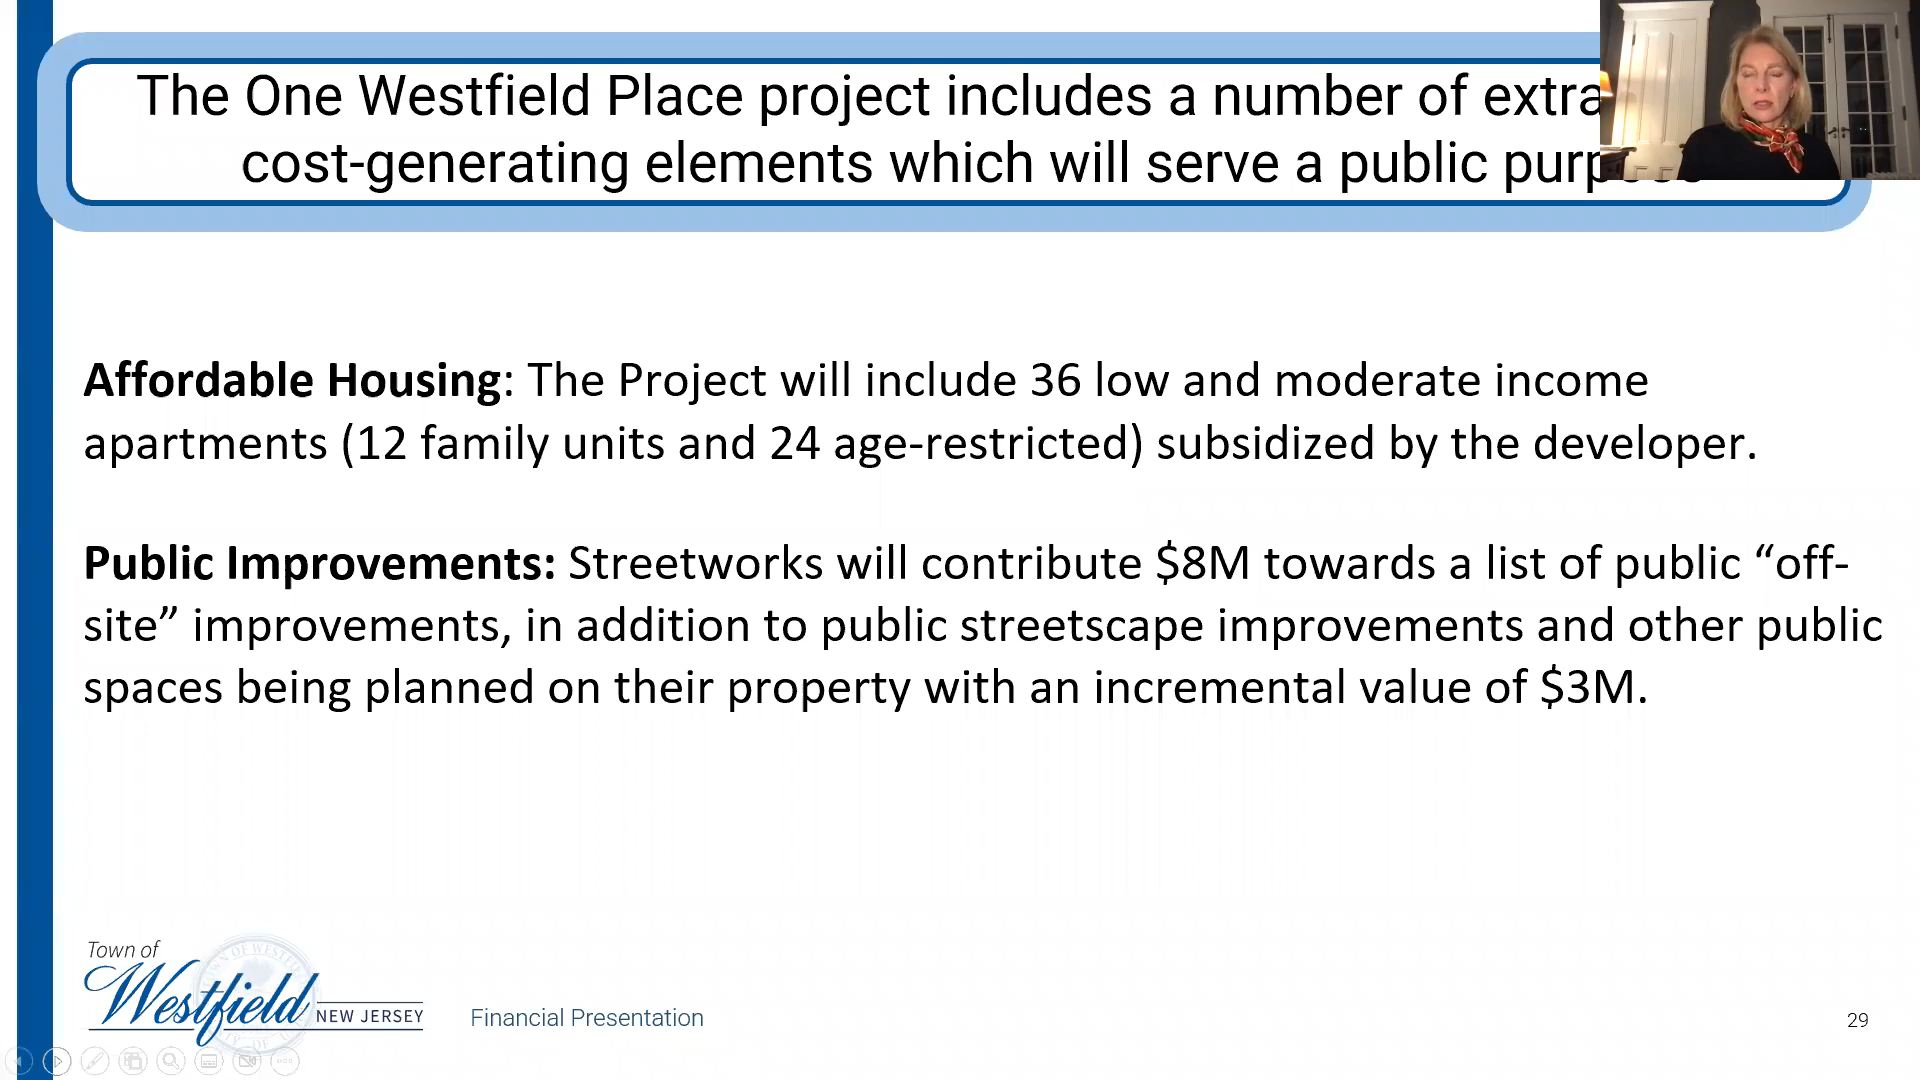 The One Westfield Place project includes a number of extra
cost-generating elements which will serve a public
Affordable Housing: The Project will include 36 low and moderate income
apartments (12 family units and 24 age-restricted) subsidized by the developer.
Public Improvements: Streetworks will contribute $8M towards a list of public “off-
site” improvements, in addition to public streetscape improvements and other public
spaces being planned on their property with an incremental value of $3M.
Town of
Westfield
NEW JERSEY
Financial Presentation
29